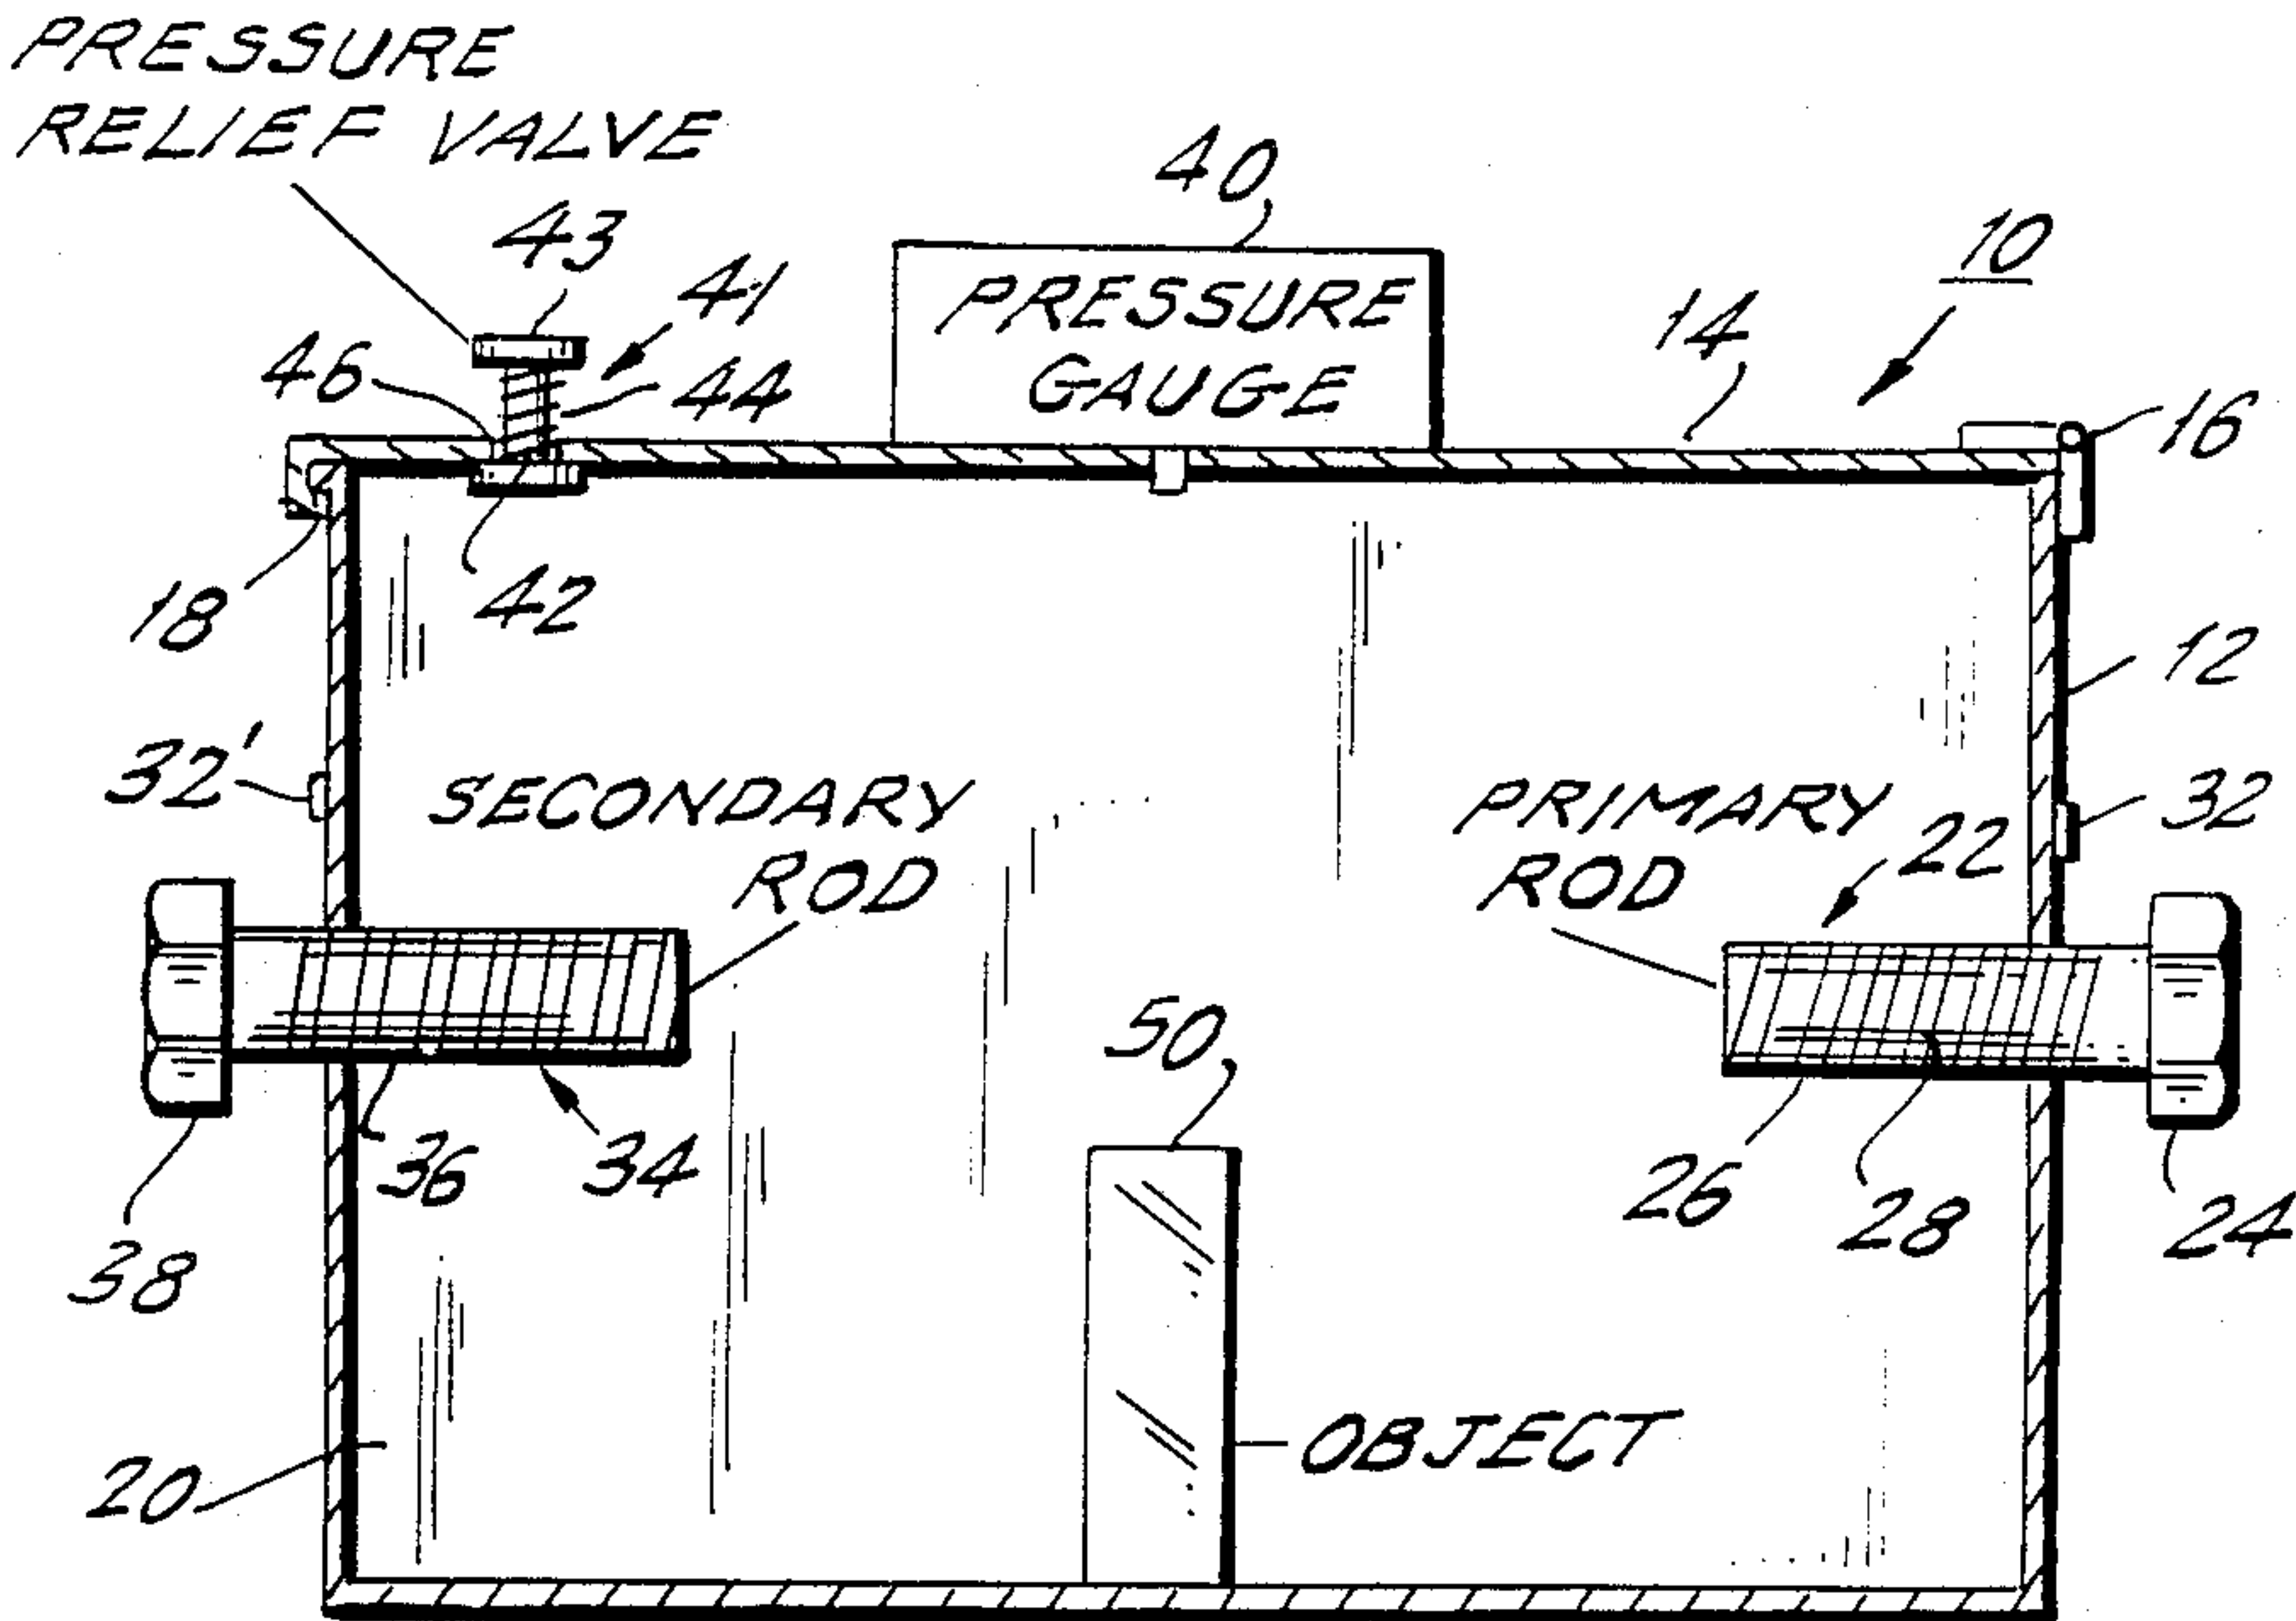 PRESSURE
RELIEF VALVE
40
43
10
41
PRESSURE
GAUGE
14
46
44
16
18
42
12
32'
SECONDARY
ROD
PRIMARY
ROD
32
22
50
36
34
26
28
24
38
20
OBJECT